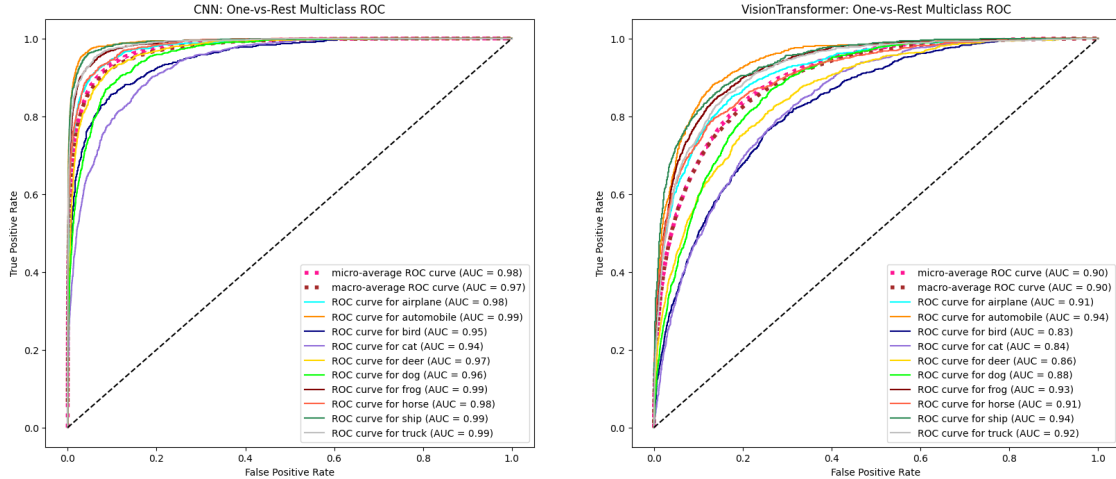 CNN: One-vs-Rest Multiclass ROC
1.0
0.8
0.6
0.4
0.2
0.0
True Positive Rate
micro-average ROC curve (AUC = 0.98)
macro-average ROC curve (AUC = 0.97)
ROC curve for airplane (AUC = 0.98)
ROC curve for automobile (AUC = 0.99)
ROC curve for bird (AUC = 0.95)
ROC curve for cat (AUC = 0.94)
ROC curve for deer (AUC = 0.97)
ROC curve for dog (AUC = 0.96)
ROC curve for frog (AUC = 0.99)
ROC curve for horse (AUC = 0.98)
ROC curve for ship (AUC = 0.99)
ROC curve for truck (AUC = 0.99)
0.0 0.2 0.4 0.6 0.8 1.0
False Positive Rate
VisionTransformer: One-vs-Rest Multiclass ROC
1.0
0.8
0.6
0.4
0.2
0.0
True Positive Rate
micro-average ROC curve (AUC = 0.90)
macro-average ROC curve (AUC = 0.90)
ROC curve for airplane (AUC = 0.91)
ROC curve for automobile (AUC = 0.94)
ROC curve for bird (AUC = 0.83)
ROC curve for cat (AUC = 0.84)
ROC curve for deer (AUC = 0.86)
ROC curve for dog (AUC = 0.88)
ROC curve for frog (AUC = 0.93)
ROC curve for horse (AUC = 0.91)
ROC curve for ship (AUC = 0.94)
ROC curve for truck (AUC = 0.92)
0.0 0.2 0.4 0.6 0.8 1.0
False Positive Rate